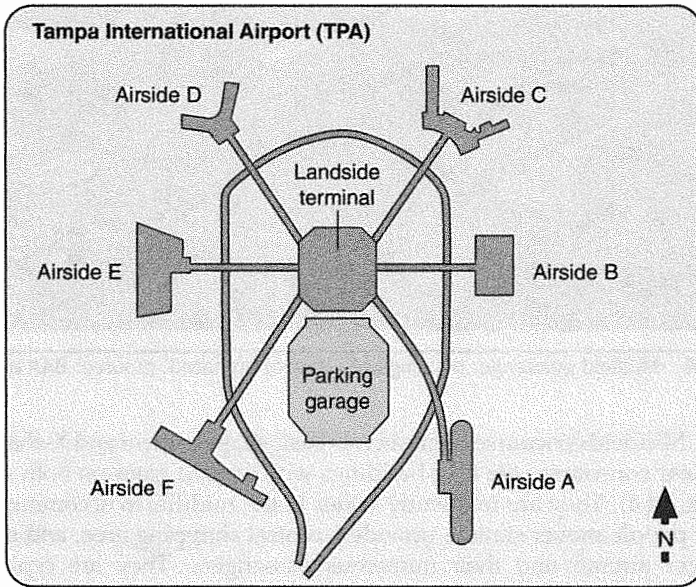 Tampa International Airport (TPA)
Airside D
Airside C
Landside
terminal
Airside E
Airside B
Parking
garage
Airside F
Airside A
N